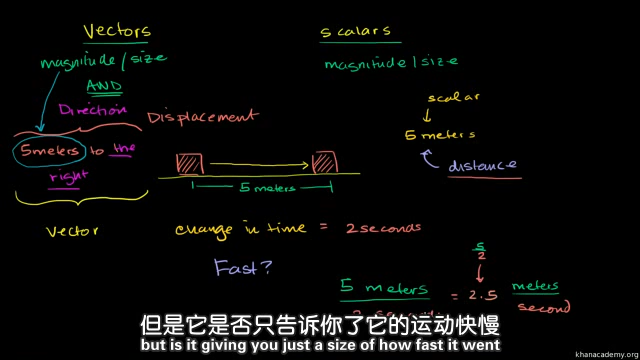 Vectors
magnitude/size
AND
Direction
Displacement
5 meters to the
right
vector
scalars
magnitude/size
scalar
5 meters
distance
5 meters
change in time = 2 seconds
Fast?
5
2
5 meters = 2.5 meters
second
但是它是否只告诉你了它的运动快慢
but is it giving you just a size of how fast it went
khanacademy.org